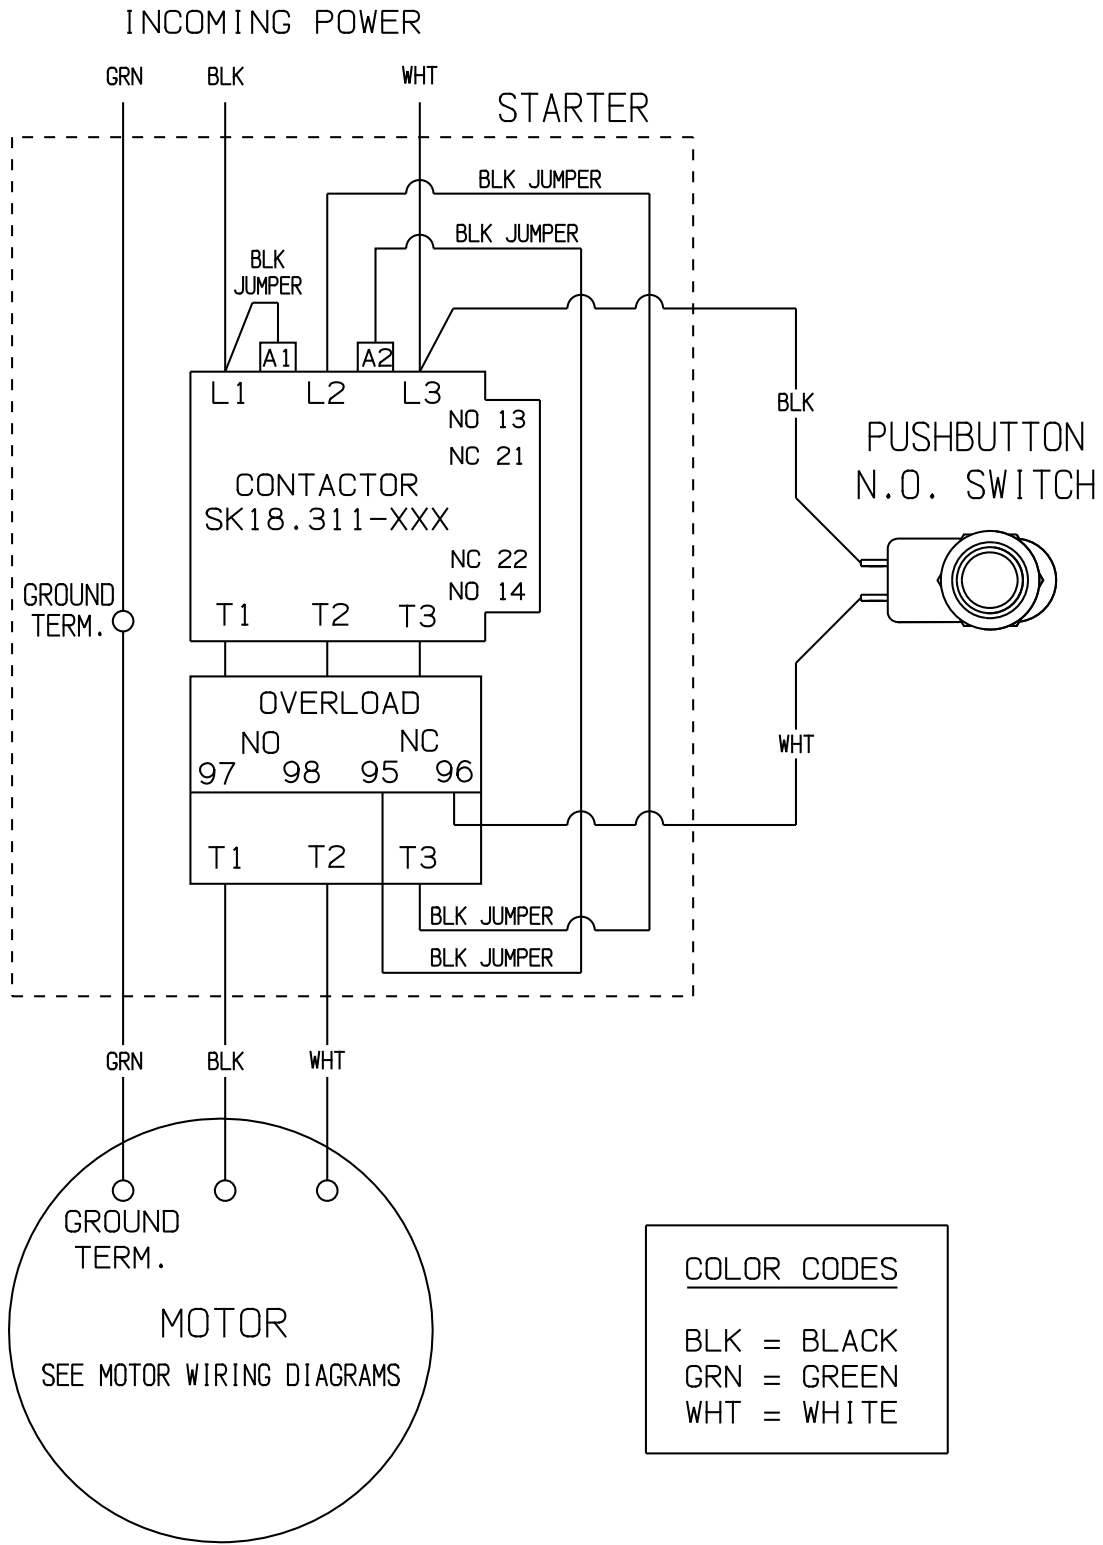 INCOMING POWER
GRN BLK WHT
STARTER
BLK JUMPER
BLK JUMPER
BLK
JUMPER
A1 A2
L1 L2 L3
NO 13
NC 21
CONTACTOR
SK18.311-XXX
NC 22
NO 14
T1 T2 T3
GROUND
TERM.
BLK
PUSHBUTTON
N.O. SWITCH
WHT
OVERLOAD
NO NC
97 98 95 96
T1 T2 T3
BLK JUMPER
BLK JUMPER
GRN BLK WHT
GROUND
TERM.
MOTOR
SEE MOTOR WIRING DIAGRAMS
COLOR CODES
BLK = BLACK
GRN = GREEN
WHT = WHITE